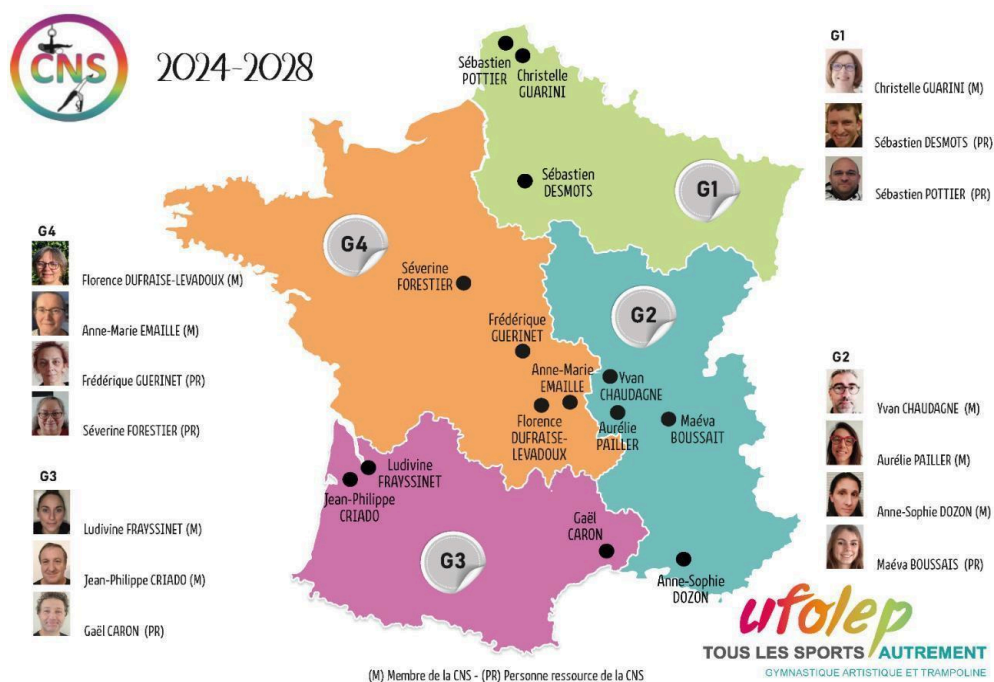 CNS
2024-2028
G1
Christelle GUARINI (M)
Sébastien DESMOTS (PR)
Sébastien POTTIER (PR)
Sébastien
POTTIER
Christelle
GUARINI
Sébastien
DESMOTS
G1
G4
Séverine
FORESTIER
Frédérique
GUERINET
Anne-Marie
EMAILLE
Florence
DUFRAISE-
LEVADOUX
G2
Yvan
CHAUDAGNE
Aurélie
PAILLER
Maéva
BOUSSAIT
Anne-Sophie
DOZON
G3
Ludivine
FRAYSSINET
Jean-Philippe
CRIADO
Gaël
CARON
G4
Florence DUFRAISE-LEVADOUX (M)
Anne-Marie EMAILLE (M)
Frédérique GUERINET (PR)
Séverine FORESTIER (PR)
G3
Ludivine FRAYSSINET (M)
Jean-Philippe CRIADO (M)
Gaël CARON (PR)
G2
Yvan CHAUDAGNE (M)
Aurélie PAILLER (M)
Anne-Sophie DOZON (M)
Maéva BOUSSAIS (PR)
ufolep
TOUS LES SPORTS AUTREMENT
GYMNASTIQUE ARTISTIQUE ET TRAMPOLINE
(M) Membre de la CNS - (PR) Personne ressource de la CNS